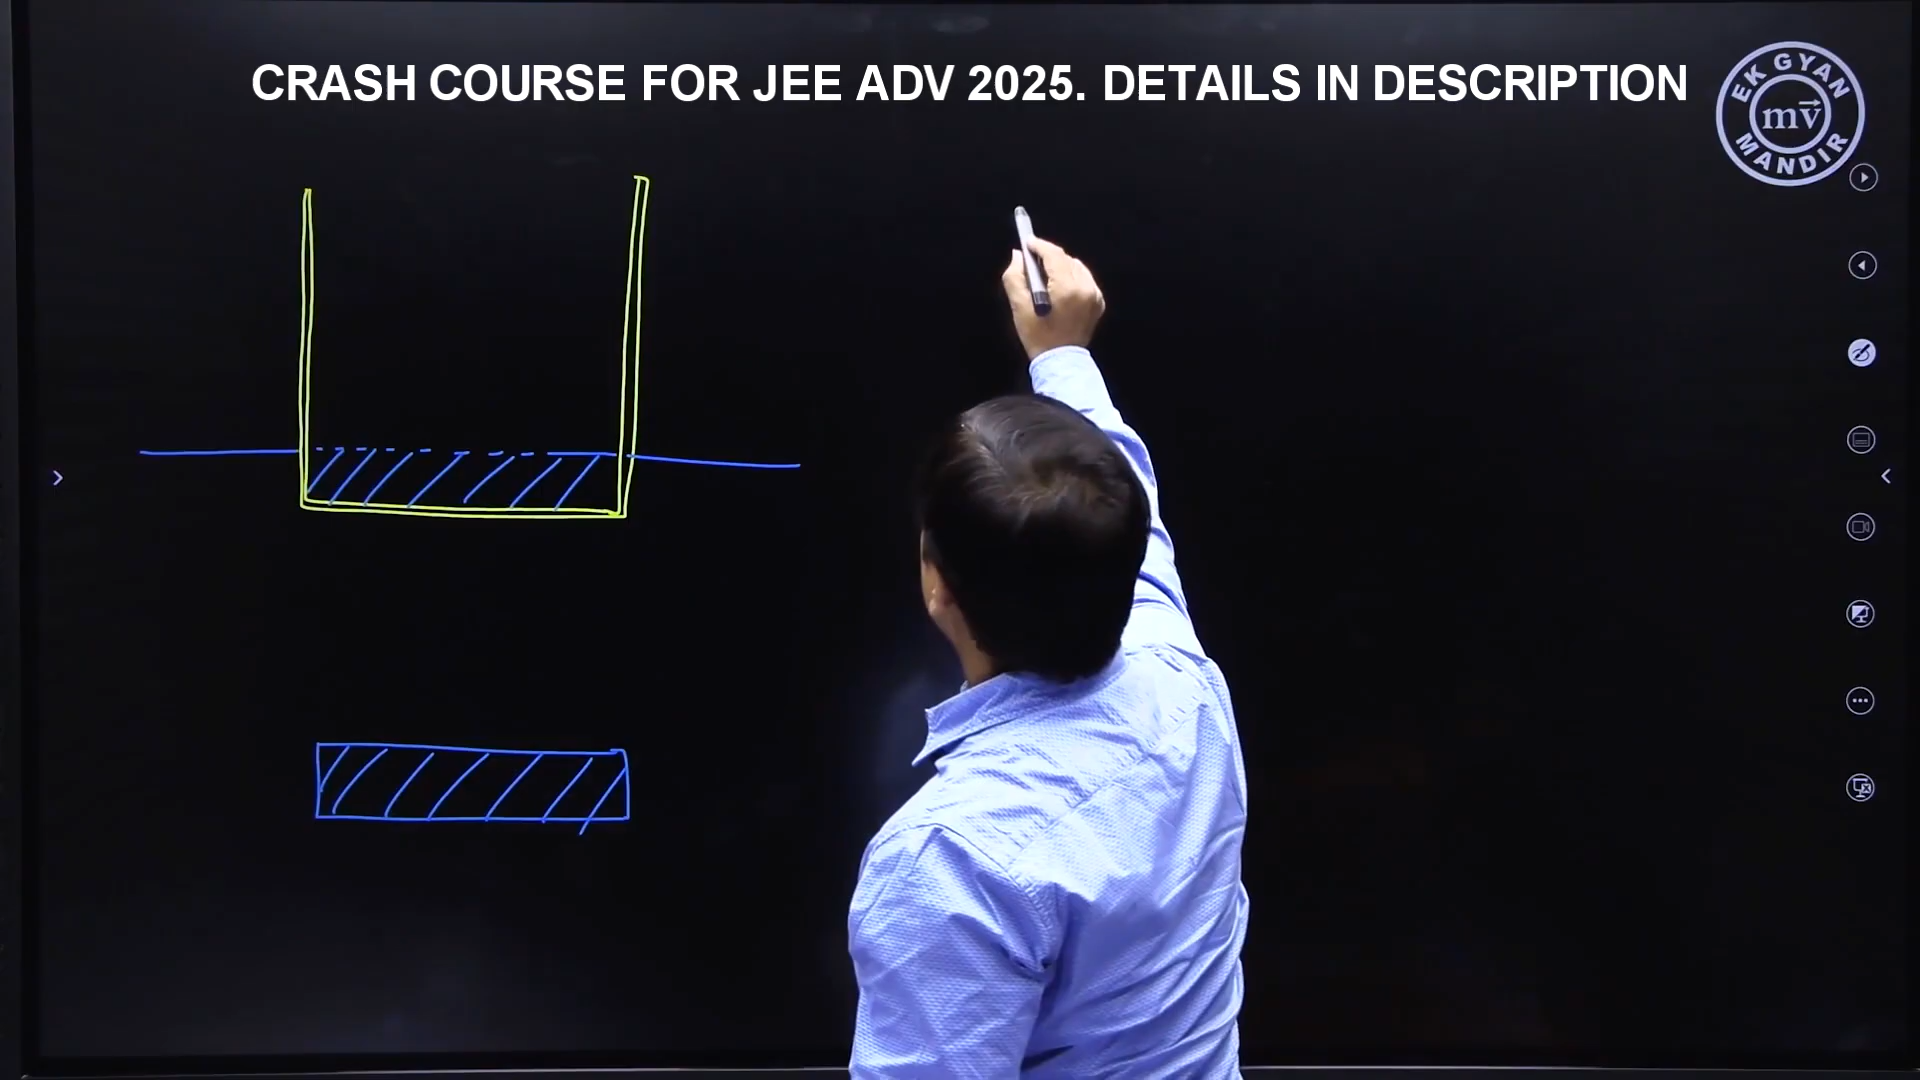 CRASH COURSE FOR JEE ADV 2025. DETAILS IN DESCRIPTION
EK GYAN
mv⃗
MANDIR